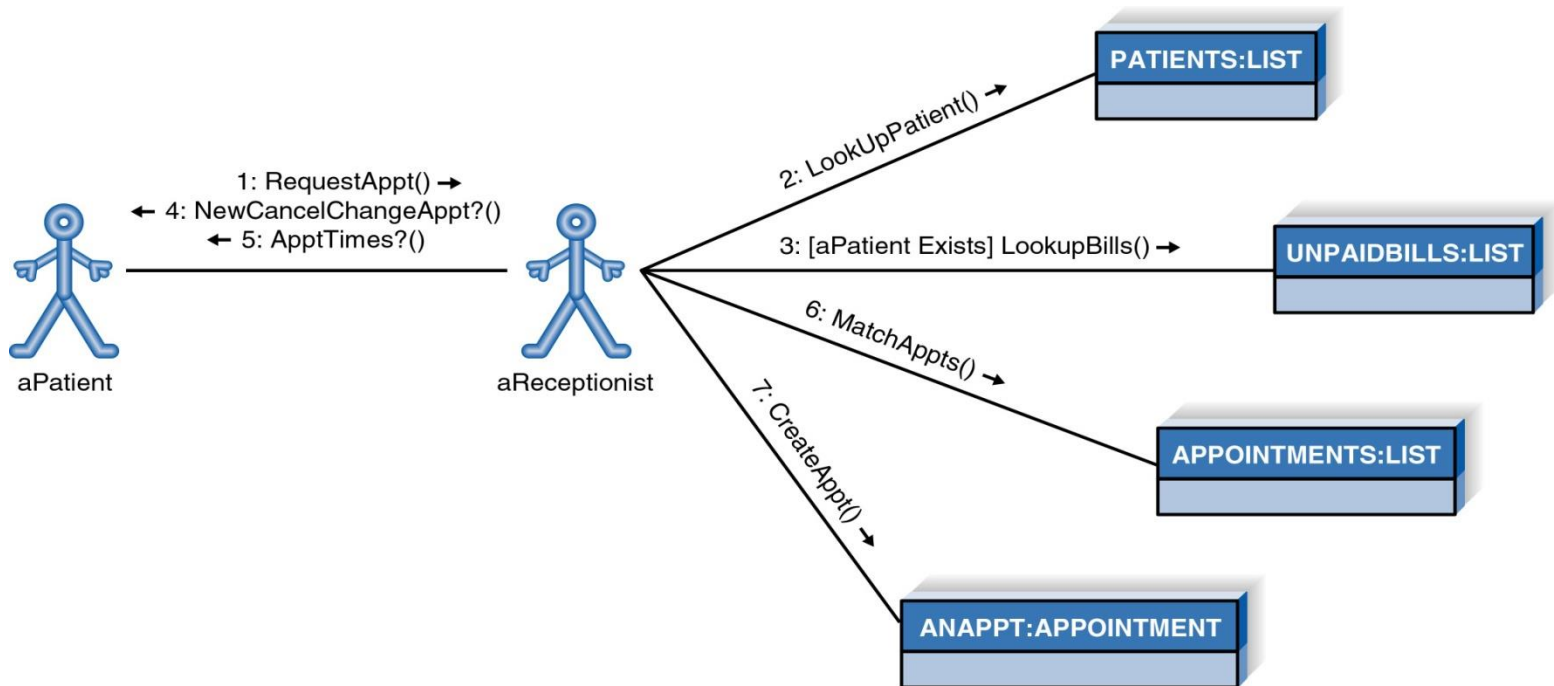 PATIENTS:LIST
2: LookUpPatient() →
1: RequestAppt() →
← 4: NewCancelChangeAppt?()
← 5: ApptTimes?()
3: [aPatient Exists] LookupBills() →
UNPAIDBILLS:LIST
aPatient
aReceptionist
6: MatchAppts() →
7: CreateAppt() →
APPOINTMENTS:LIST
ANAPPT:APPOINTMENT